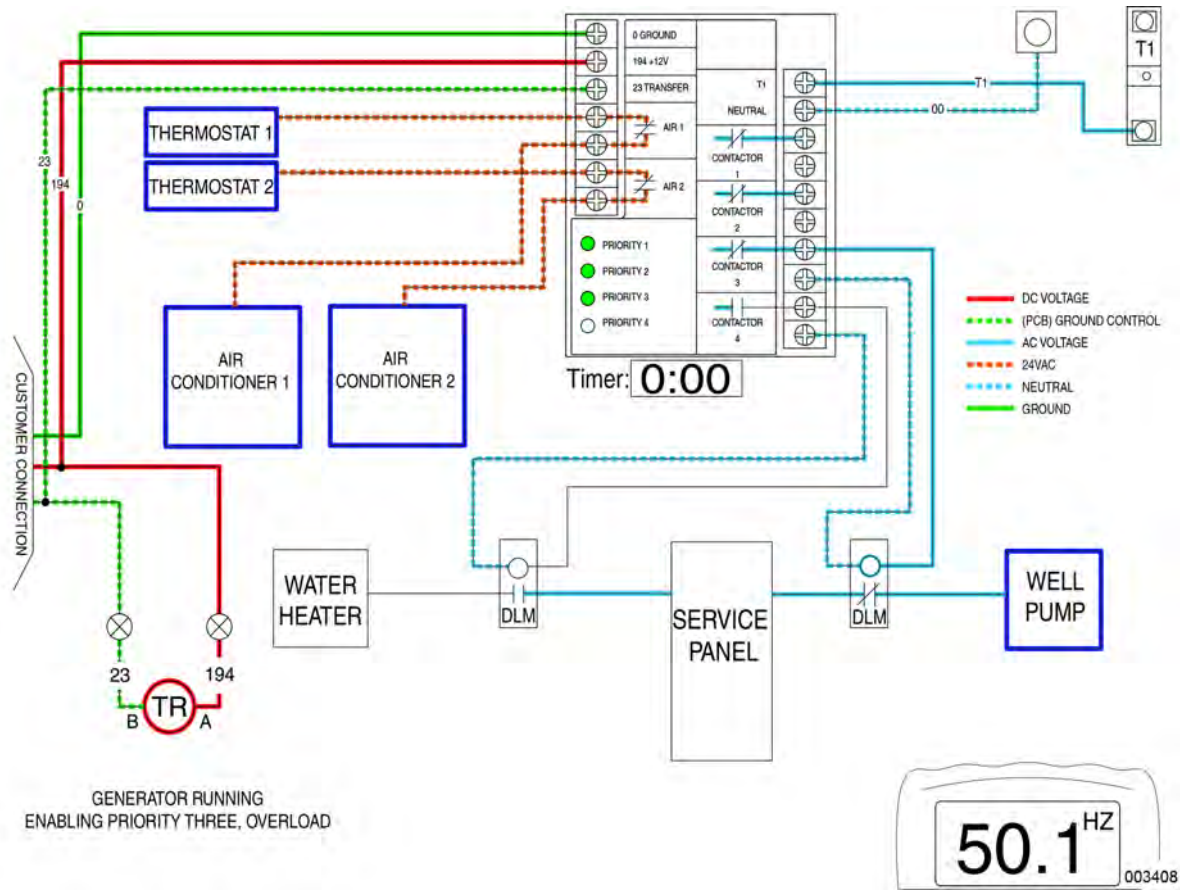 0 GROUND
194 +12V
23 TRANSFER
T1
NEUTRAL
AIR 1
AIR 2
CONTACTOR
1
CONTACTOR
2
CONTACTOR
3
CONTACTOR
4
PRIORITY 1
PRIORITY 2
PRIORITY 3
PRIORITY 4
Timer: 0:00
T1
00
T1
THERMOSTAT 1
THERMOSTAT 2
23
194
0
AIR
CONDITIONER 1
AIR
CONDITIONER 2
DC VOLTAGE
(PCB) GROUND CONTROL
AC VOLTAGE
24VAC
NEUTRAL
GROUND
CUSTOMER CONNECTION
WATER
HEATER
DLM
SERVICE
PANEL
DLM
WELL
PUMP
23
194
B
TR
A
GENERATOR RUNNING
ENABLING PRIORITY THREE, OVERLOAD
50.1 HZ
003408